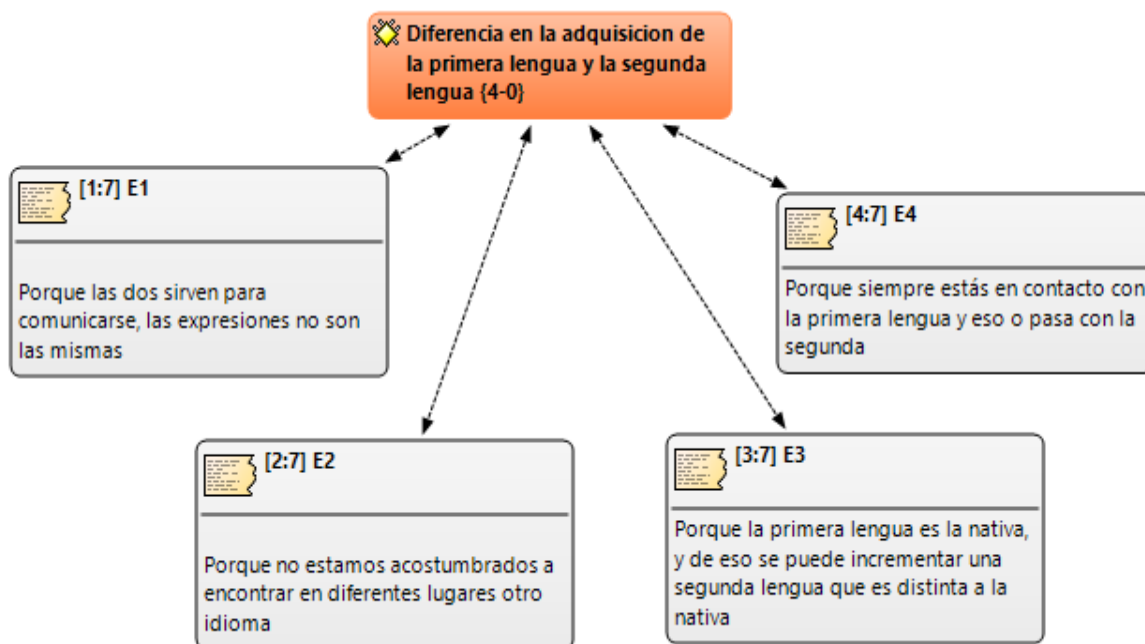 Diferencia en la adquisicion de
la primera lengua y la segunda
lengua {4-0}
[1:7] E1
Porque las dos sirven para
comunicarse, las expresiones no son
las mismas
[4:7] E4
Porque siempre estás en contacto con
la primera lengua y eso o pasa con la
segunda
[2:7] E2
Porque no estamos acostumbrados a
encontrar en diferentes lugares otro
idioma
[3:7] E3
Porque la primera lengua es la nativa,
y de eso se puede incrementar una
segunda lengua que es distinta a la
nativa